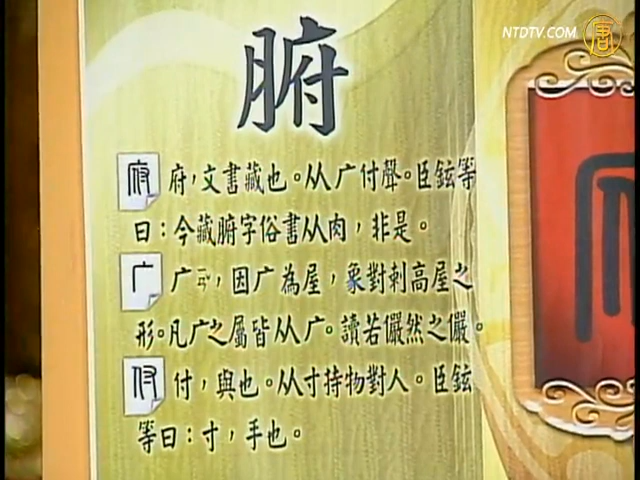 NTDTV.COM
腑
府，文書藏也。从广付聲。臣鉉等
曰：今藏腑字俗書从肉，非是。
广ㄧㄢˇ，因广為屋，象對刺高屋之
形。凡广之屬皆从广。讀若儼然之儼。
付，與也。从寸持物對人。臣鉉
等曰：寸，手也。